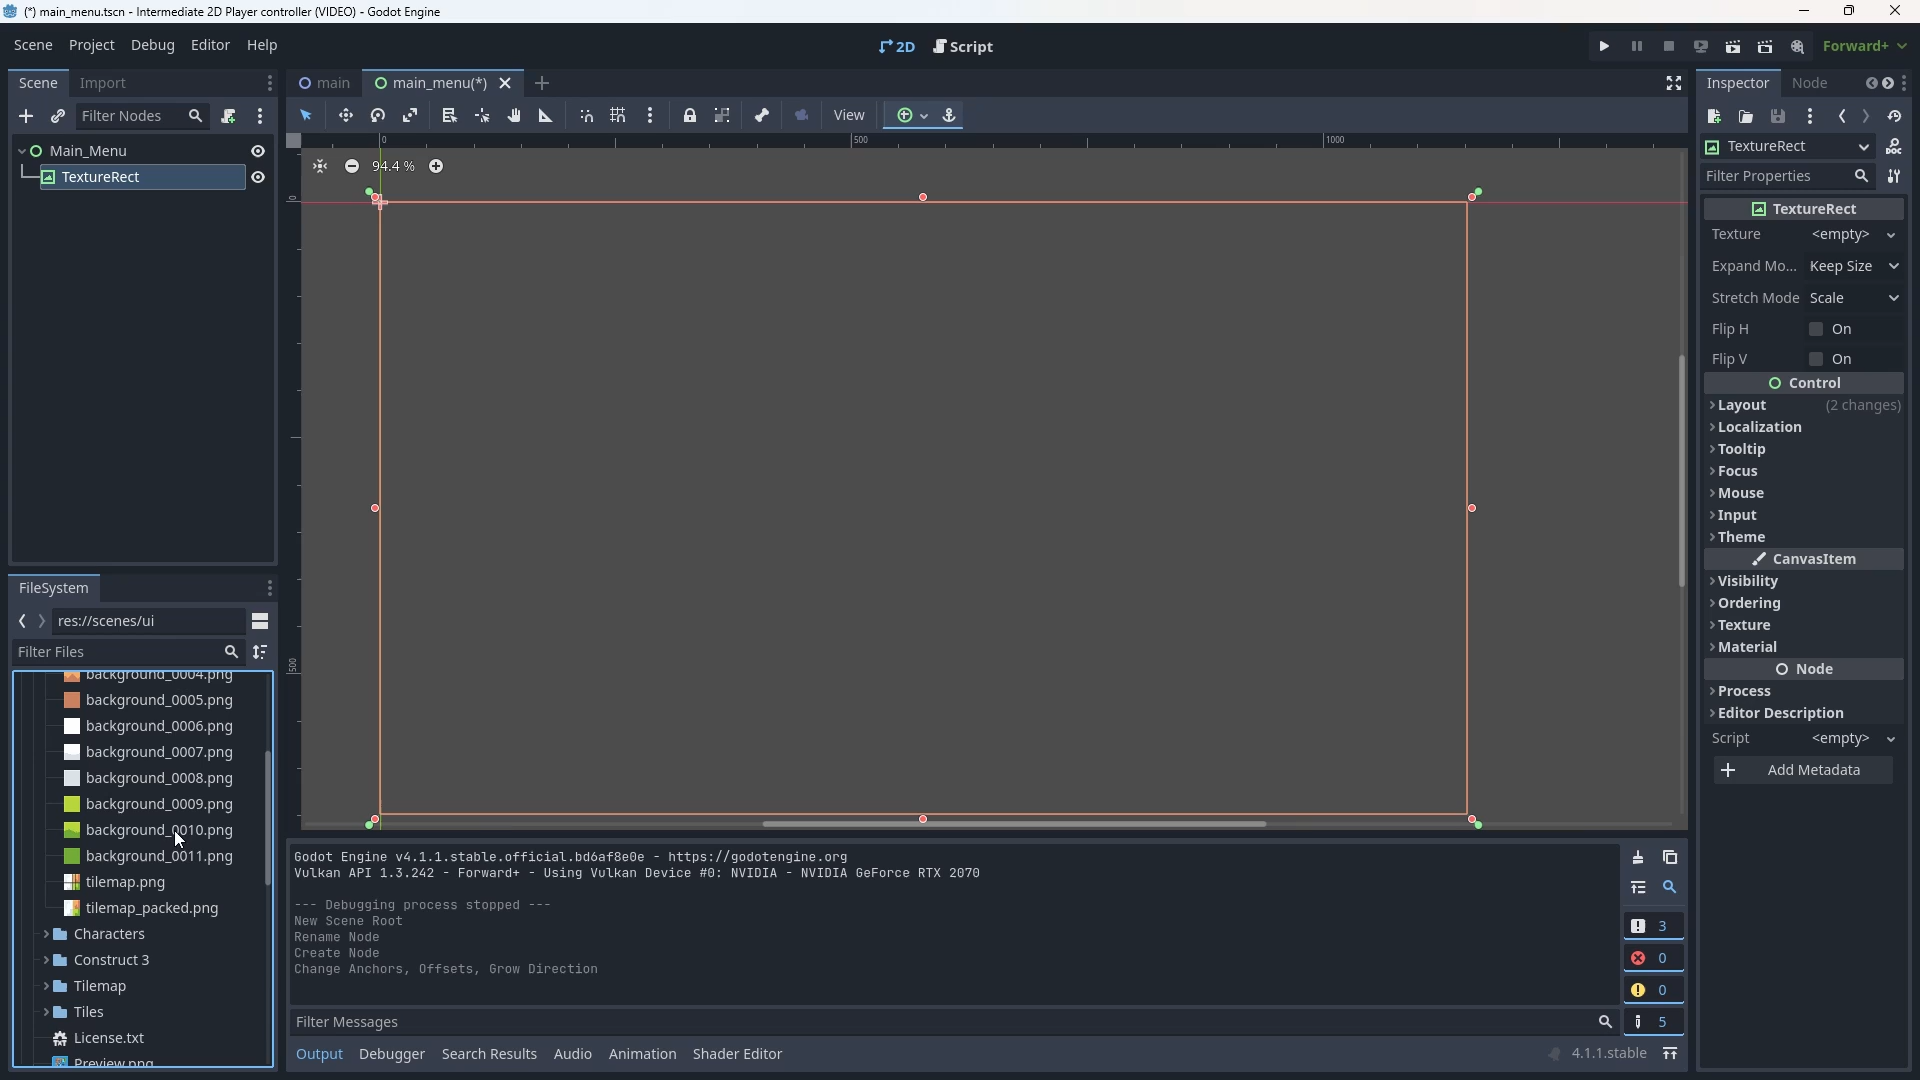 (*) main_menu.tscn - Intermediate 2D Player controller (VIDEO) - Godot Engine
Scene Project Debug Editor Help
2D Script
Forward+
Scene Import
main main_menu(*)
Inspector Node
Filter Nodes
View
Main_Menu
TextureRect
0 500 1000
94.4 %
0
500
TextureRect
Filter Properties
TextureRect
Texture <empty>
Expand Mo... Keep Size
Stretch Mode Scale
Flip H On
Flip V On
Control
Layout (2 changes)
Localization
Tooltip
Focus
Mouse
Input
Theme
CanvasItem
Visibility
Ordering
Texture
Material
Node
Process
Editor Description
Script <empty>
Add Metadata
FileSystem
res://scenes/ui
Filter Files
background_0004.png
background_0005.png
background_0006.png
background_0007.png
background_0008.png
background_0009.png
background_0010.png
background_0011.png
tilemap.png
tilemap_packed.png
Characters
Construct 3
Tilemap
Tiles
License.txt
Preview.png
Godot Engine v4.1.1.stable.official.bd6af8e0e - https://godotengine.org
Vulkan API 1.3.242 - Forward+ - Using Vulkan Device #0: NVIDIA - NVIDIA GeForce RTX 2070
--- Debugging process stopped ---
New Scene Root
Rename Node
Create Node
Change Anchors, Offsets, Grow Direction
3
0
0
5
Filter Messages
Output Debugger Search Results Audio Animation Shader Editor
4.1.1.stable